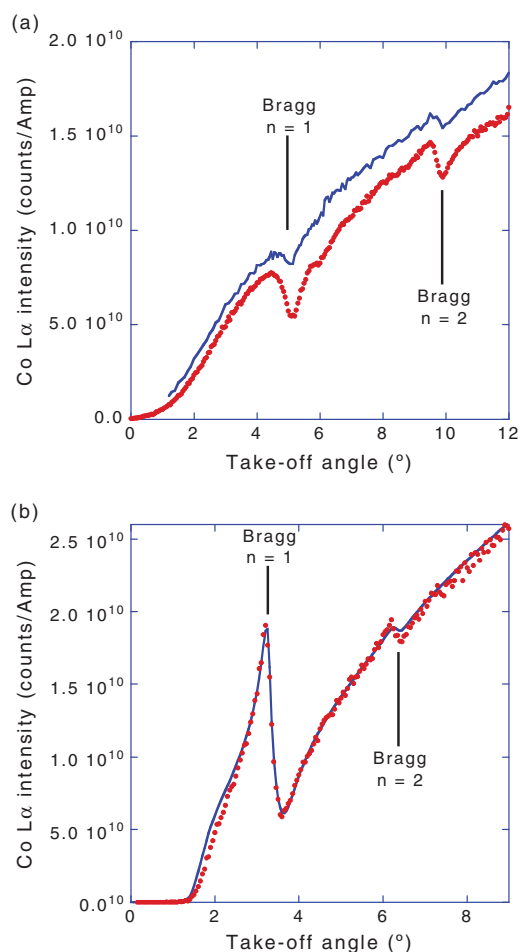 (a)
2.0 10¹⁰
1.5 10¹⁰
1.0 10¹⁰
5.0 10¹⁰
0.0
Co Lα intensity (counts/Amp)
Bragg
n = 1
Bragg
n = 2
0 2 4 6 8 10 12
Take-off angle (º)
(b)
2.5 10¹⁰
2.0 10¹⁰
1.5 10¹⁰
1.0 10¹⁰
5.0 10¹⁰
0.0¹⁰
Co Lα intensity (counts/Amp)
Bragg
n = 1
Bragg
n = 2
0 2 4 6 8
Take-off angle (º)